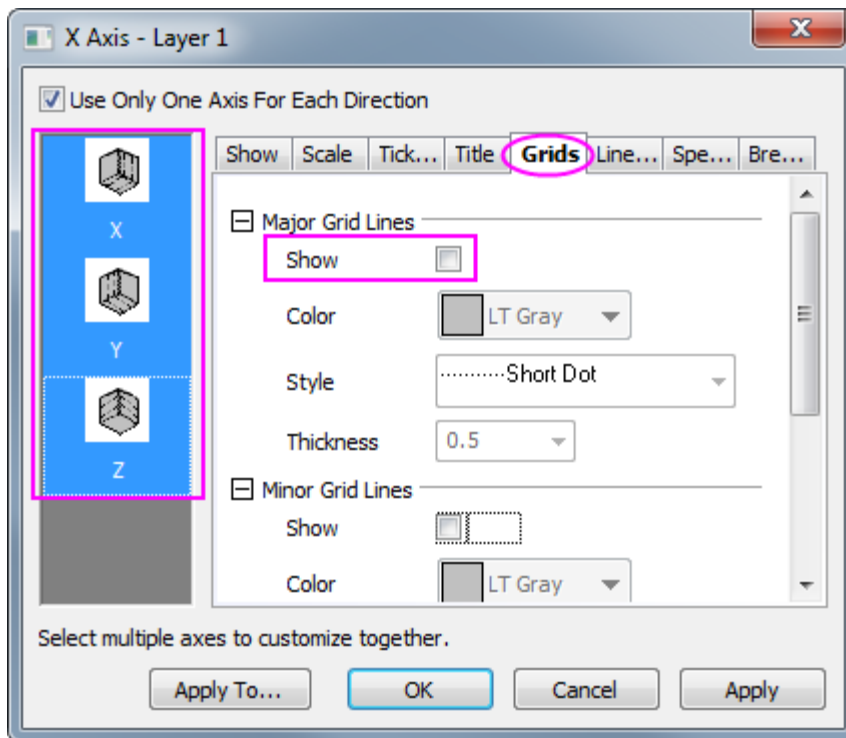 X Axis - Layer 1
Use Only One Axis For Each Direction
Show Scale Tick... Title Grids Line... Spe... Bre...
X
Y
Z
Major Grid Lines
Show
Color LT Gray
Style Short Dot
Thickness 0.5
Minor Grid Lines
Show
Color LT Gray
Select multiple axes to customize together.
Apply To... OK Cancel Apply